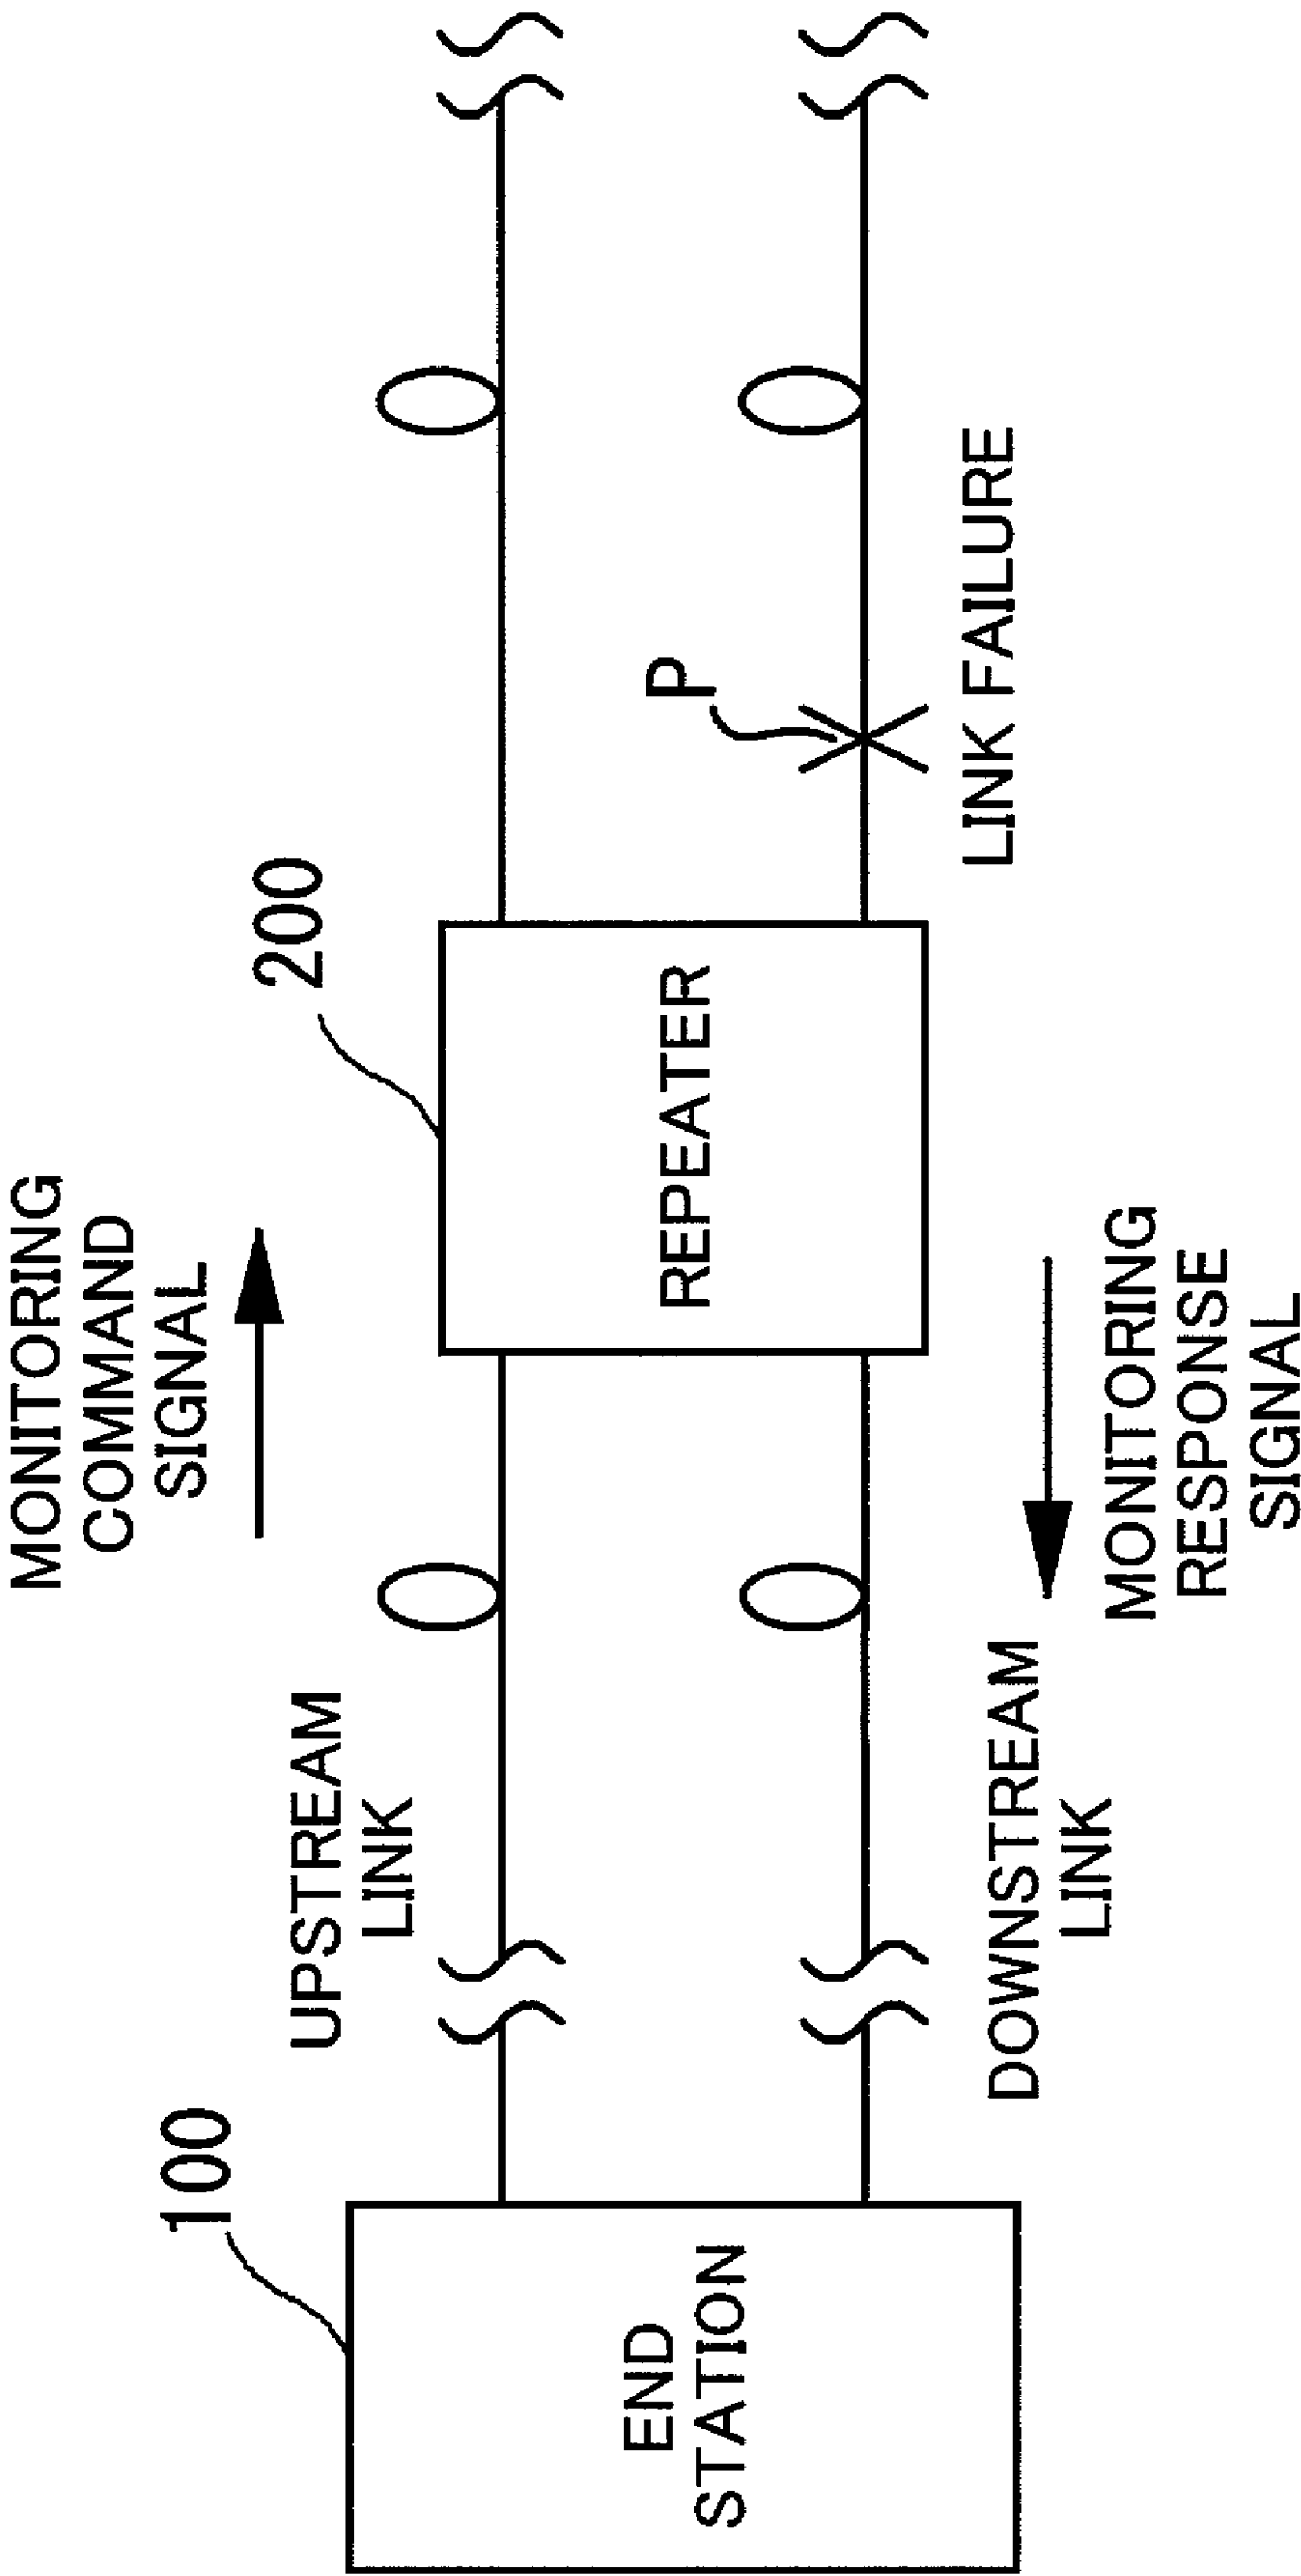 MONITORING
COMMAND
SIGNAL
100
UPSTREAM
LINK
200
END
STATION
REPEATER
P
DOWNSTREAM
LINK
LINK FAILURE
MONITORING
RESPONSE
SIGNAL